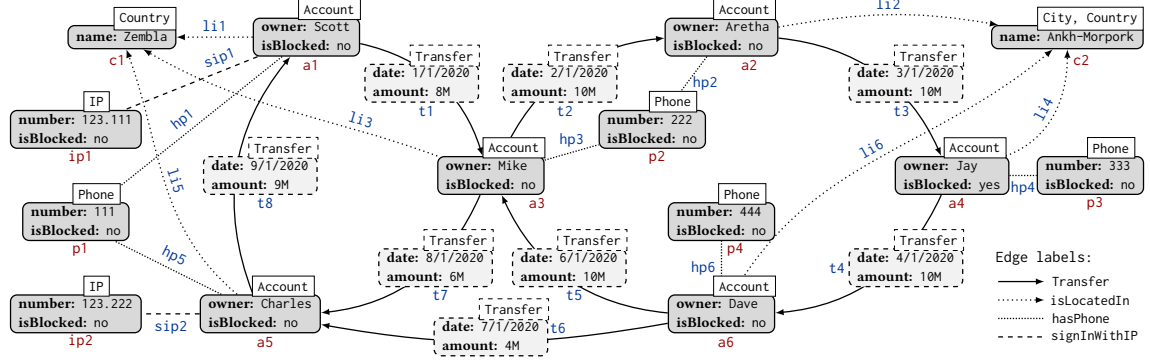 Country
name: Zembla
c1
li1
Account
owner: Scott
isBlocked: no
a1
sip1
IP
number: 123.111
isBlocked: no
ip1
hp1
Transfer
date: 1/1/2020
amount: 8M
t1
Transfer
date: 2/1/2020
amount: 10M
t2
Account
owner: Aretha
isBlocked: no
a2
li2
City, Country
name: Ankh-Morpork
c2
hp2
Phone
number: 222
isBlocked: no
p2
hp3
li3
Transfer
date: 3/1/2020
amount: 10M
t3
li4
li6
Transfer
date: 9/1/2020
amount: 9M
t8
li5
Account
owner: Mike
isBlocked: no
a3
Account
owner: Jay
isBlocked: yes
a4
hp4
Phone
number: 333
isBlocked: no
p3
Phone
number: 111
isBlocked: no
p1
hp5
Phone
number: 444
isBlocked: no
p4
hp6
Transfer
date: 8/1/2020
amount: 6M
t7
Transfer
date: 6/1/2020
amount: 10M
t5
Transfer
date: 4/1/2020
amount: 10M
t4
IP
number: 123.222
isBlocked: no
ip2
sip2
Account
owner: Charles
isBlocked: no
a5
Transfer
date: 7/1/2020
amount: 4M
t6
Account
owner: Dave
isBlocked: no
a6
Edge labels:
Transfer
isLocatedIn
hasPhone
signInWithIP